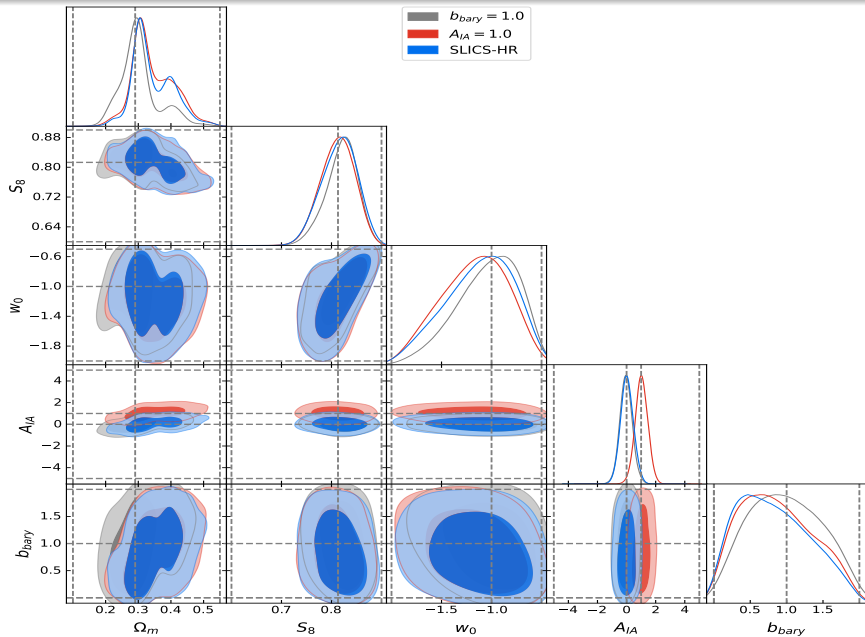 b_bary = 1.0
A_IA = 1.0
SLICS-HR
0.88
0.80
0.72
0.64
S_8
−0.6
−1.0
−1.4
−1.8
w_0
4
2
0
−2
−4
A_IA
1.5
1.0
0.5
b_bary
0.2 0.3 0.4 0.5
0.7 0.8
−1.5 −1.0
−4 −2 0 2 4
0.5 1.0 1.5
Ω_m
S_8
w_0
A_IA
b_bary